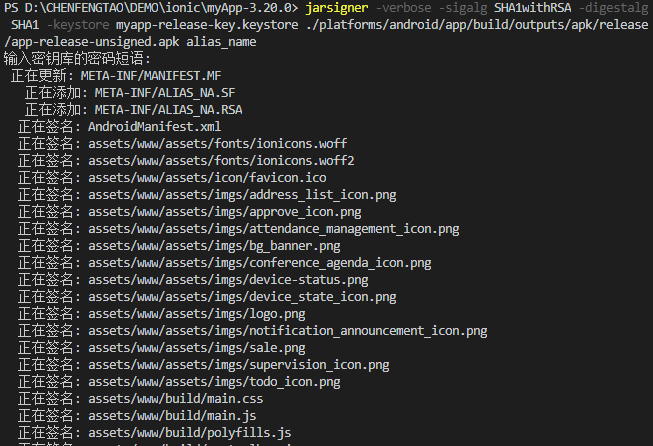 PS D:\CHENFENGTAO\DEMO\ionic\myApp-3.20.0> jarsigner -verbose -sigalg SHA1withRSA -digestalg
SHA1 -keystore myapp-release-key.keystore ./platforms/android/app/build/outputs/apk/release
/app-release-unsigned.apk alias_name
输入密钥库的密码短语:
正在更新: META-INF/MANIFEST.MF
正在添加: META-INF/ALIAS_NA.SF
正在添加: META-INF/ALIAS_NA.RSA
正在签名: AndroidManifest.xml
正在签名: assets/www/assets/fonts/ionicons.woff
正在签名: assets/www/assets/fonts/ionicons.woff2
正在签名: assets/www/assets/icon/favicon.ico
正在签名: assets/www/assets/imgs/address_list_icon.png
正在签名: assets/www/assets/imgs/approve_icon.png
正在签名: assets/www/assets/imgs/attendance_management_icon.png
正在签名: assets/www/assets/imgs/bg_banner.png
正在签名: assets/www/assets/imgs/conference_agenda_icon.png
正在签名: assets/www/assets/imgs/device-status.png
正在签名: assets/www/assets/imgs/device_state_icon.png
正在签名: assets/www/assets/imgs/logo.png
正在签名: assets/www/assets/imgs/notification_announcement_icon.png
正在签名: assets/www/assets/imgs/sale.png
正在签名: assets/www/assets/imgs/supervision_icon.png
正在签名: assets/www/assets/imgs/todo_icon.png
正在签名: assets/www/build/main.css
正在签名: assets/www/build/main.js
正在签名: assets/www/build/polyfills.js